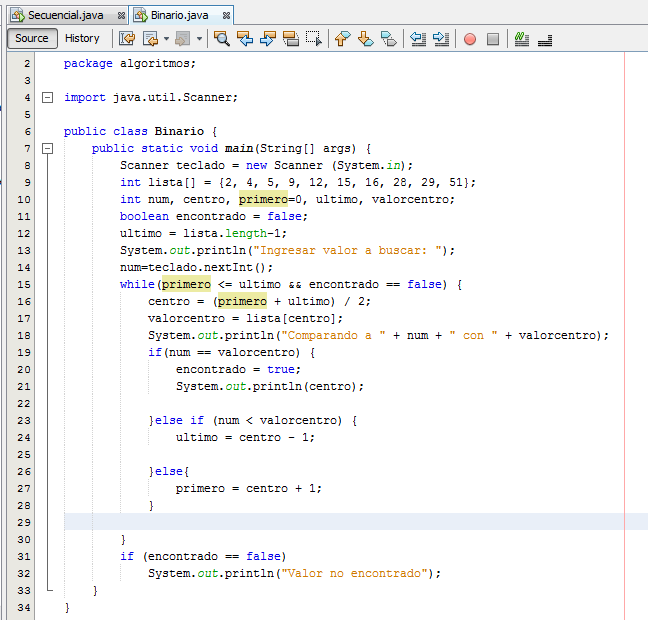 Secuencial.java Binario.java
Source History
2 package algoritmos;
3
4 import java.util.Scanner;
5
6 public class Binario {
7 public static void main(String[] args) {
8 Scanner teclado = new Scanner (System.in);
9 int lista[] = {2, 4, 5, 9, 12, 15, 16, 28, 29, 51};
10 int num, centro, primero=0, ultimo, valorcentro;
11 boolean encontrado = false;
12 ultimo = lista.length-1;
13 System.out.println("Ingresar valor a buscar: ");
14 num=teclado.nextInt();
15 while(primero <= ultimo && encontrado == false) {
16 centro = (primero + ultimo) / 2;
17 valorcentro = lista[centro];
18 System.out.println("Comparando a " + num + " con " + valorcentro);
19 if(num == valorcentro) {
20 encontrado = true;
21 System.out.println(centro);
22
23 }else if (num < valorcentro) {
24 ultimo = centro - 1;
25
26 }else{
27 primero = centro + 1;
28 }
29
30 }
31 if (encontrado == false)
32 System.out.println("Valor no encontrado");
33 }
34 }